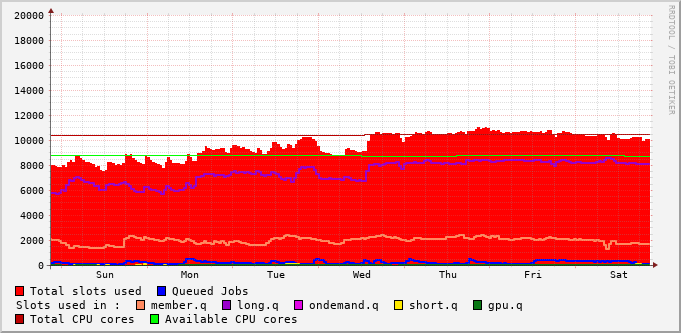 20000
18000
16000
14000
12000
10000
8000
6000
4000
2000
0
Sun Mon Tue Wed Thu Fri Sat
RRDTOOL / TOBI OETIKER
Total slots used Queued Jobs
Slots used in : member.q long.q ondemand.q short.q gpu.q
Total CPU cores Available CPU cores